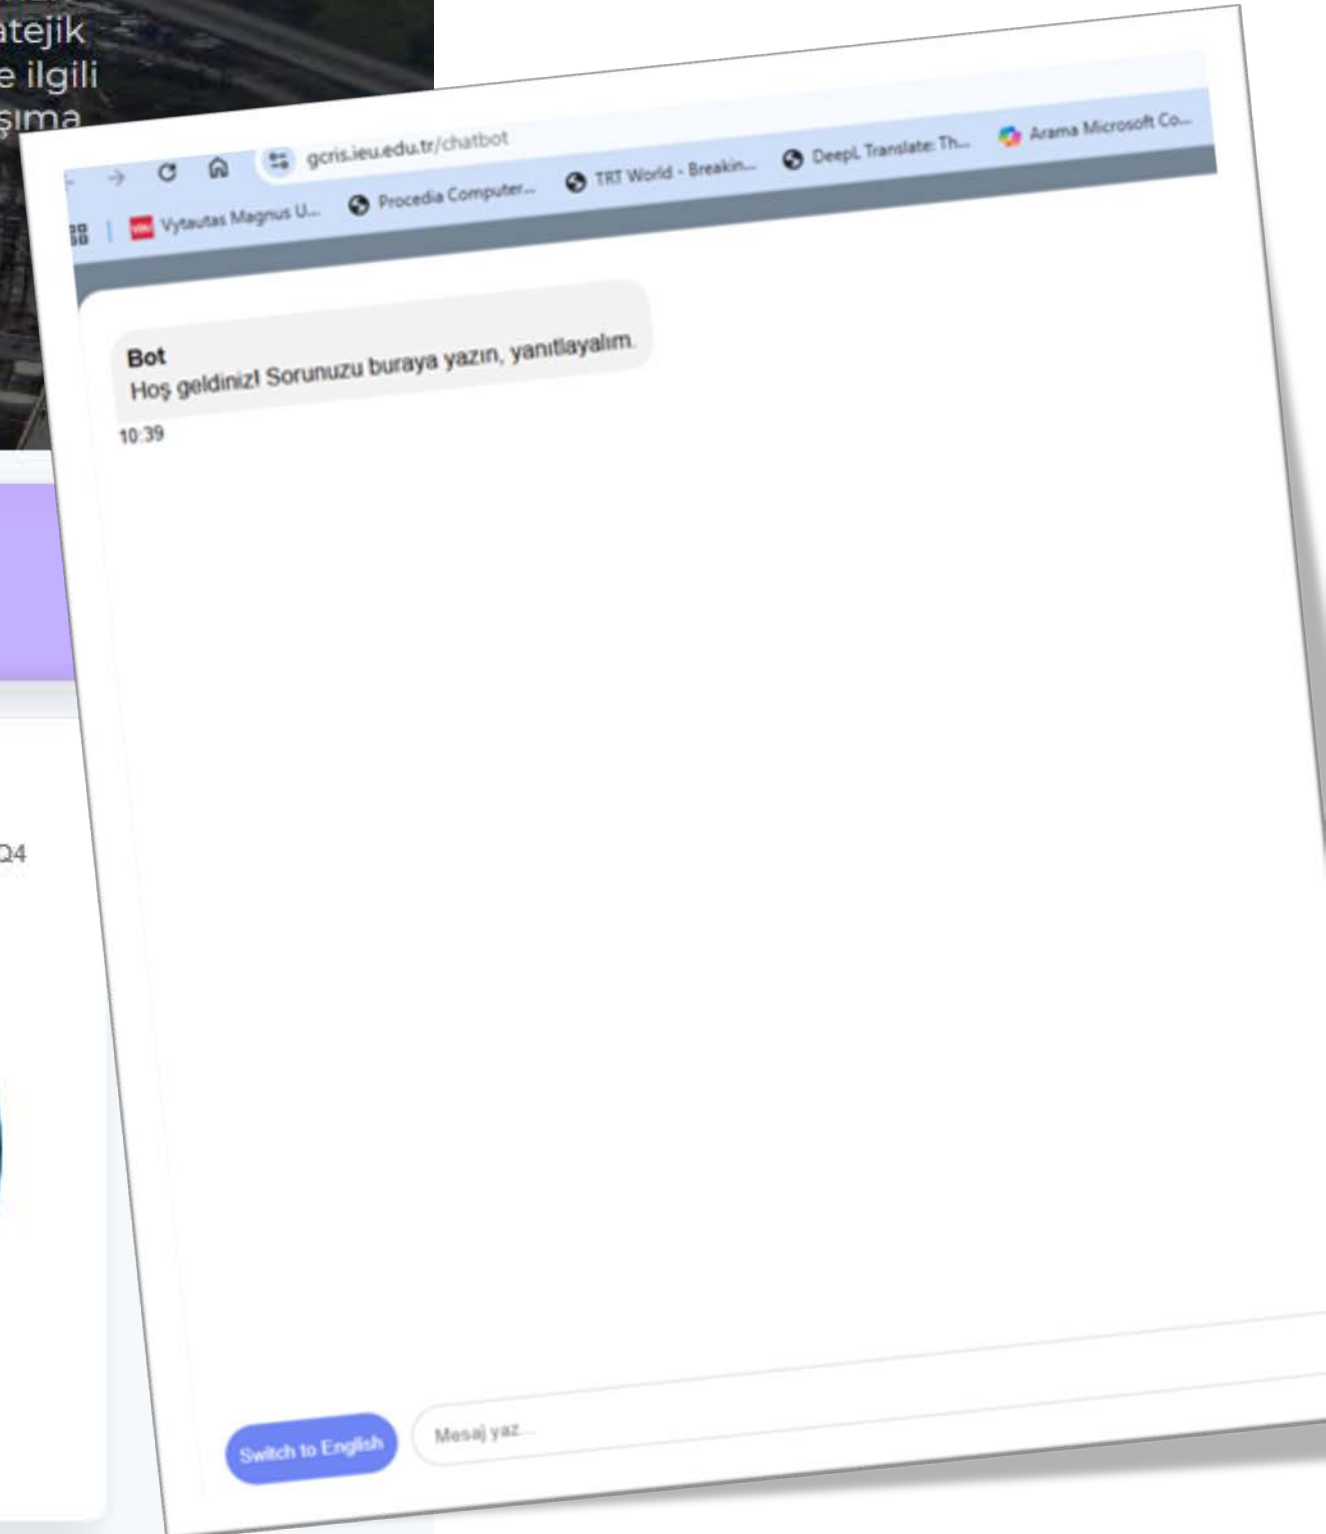 atejik
e ilgili
şıma
gcris.ieu.edu.tr/chatbot
Vytautas Magnus U...
Procedia Computer...
TRT World - Breakin...
DeepL Translate: Th...
Arama Microsoft Co...
Bot
Hoş geldiniz! Sorunuzu buraya yazın, yanıtlayalım.
10:39
Q4
Switch to English
Mesaj yaz...